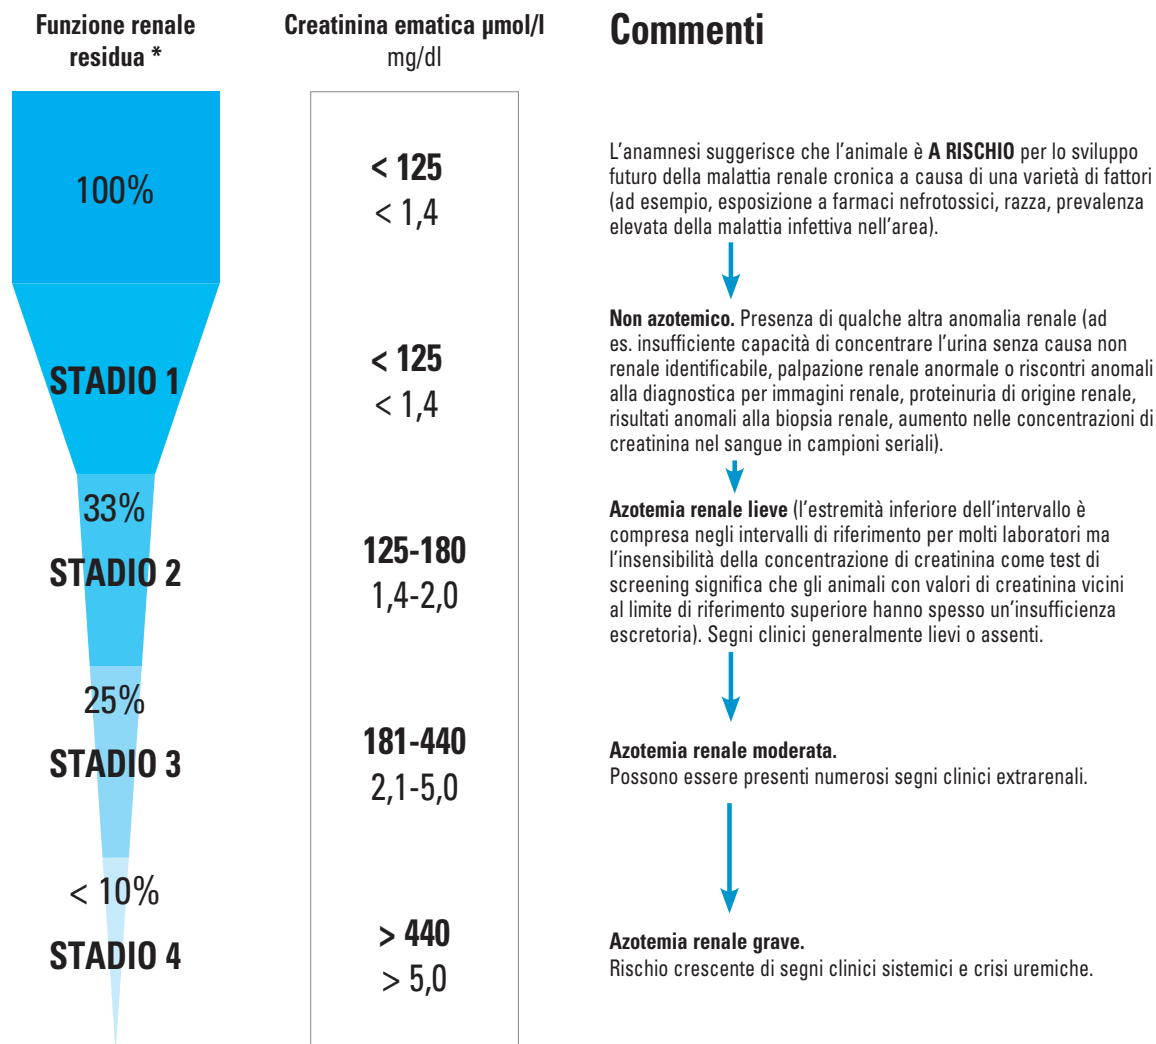 Funzione renale
residua *
Creatinina ematica µmol/l
mg/dl
Commenti
100%
< 125
< 1,4
L'anamnesi suggerisce che l'animale è A RISCHIO per lo sviluppo
futuro della malattia renale cronica a causa di una varietà di fattori
(ad esempio, esposizione a farmaci nefrotossici, razza, prevalenza
elevata della malattia infettiva nell'area).
STADIO 1
< 125
< 1,4
Non azotemico. Presenza di qualche altra anomalia renale (ad
es. insufficiente capacità di concentrare l'urina senza causa non
renale identificabile, palpazione renale anormale o riscontri anomali
alla diagnostica per immagini renale, proteinuria di origine renale,
risultati anomali alla biopsia renale, aumento nelle concentrazioni di
creatinina nel sangue in campioni seriali).
33%
STADIO 2
125-180
1,4-2,0
Azotemia renale lieve (l'estremità inferiore dell'intervallo è
compresa negli intervalli di riferimento per molti laboratori ma
l'insensibilità della concentrazione di creatinina come test di
screening significa che gli animali con valori di creatinina vicini
al limite di riferimento superiore hanno spesso un'insufficienza
escretoria). Segni clinici generalmente lievi o assenti.
25%
STADIO 3
181-440
2,1-5,0
Azotemia renale moderata.
Possono essere presenti numerosi segni clinici extrarenali.
< 10%
STADIO 4
> 440
> 5,0
Azotemia renale grave.
Rischio crescente di segni clinici sistemici e crisi uremiche.